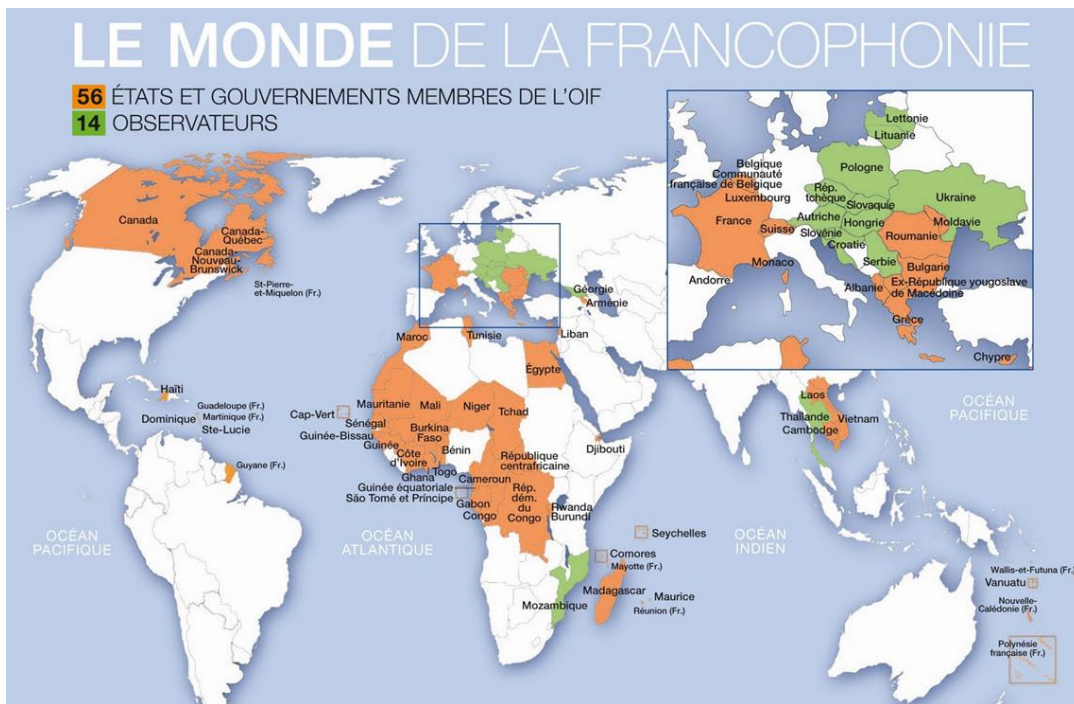 LE MONDE DE LA FRANCOPHONIE
56 ÉTATS ET GOUVERNEMENTS MEMBRES DE L'OIF
14 OBSERVATEURS
Lettonie
Lituanie
Pologne
Belgique
Communauté
française de Belgique
Luxembourg
Rép.
tchèque
Slovaquie
Ukraine
France
Suisse
Autriche
Hongrie
Moldavie
Slovénie
Roumanie
Croatie
Serbie
Monaco
Bulgarie
Andorre
Albanie
Ex-République yougoslave
de Macédoine
Grèce
Chypre
Canada
Canada-
Québec
Canada-
Nouveau-
Brunswick
St-Pierre-
et-Miquelon (Fr.)
Géorgie
Arménie
Maroc
Tunisie
Liban
Égypte
Haïti
Guadeloupe (Fr.)
Dominique
Martinique (Fr.)
Ste-Lucie
Guyane (Fr.)
Cap-Vert
Mauritanie
Mali
Niger
Tchad
Sénégal
Guinée-Bissau
Burkina
Faso
Guinée
Côte
d'Ivoire
Bénin
République
centrafricaine
Djibouti
Ghana
Togo
Cameroun
Guinée équatoriale
São Tomé et Príncipe
Gabon
Congo
Rép.
dém.
du
Congo
Rwanda
Burundi
Seychelles
Comores
Mayotte (Fr.)
Madagascar
Maurice
Réunion (Fr.)
Mozambique
Laos
Thaïlande
Vietnam
Cambodge
OCÉAN
PACIFIQUE
OCÉAN
PACIFIQUE
OCÉAN
ATLANTIQUE
OCÉAN
INDIEN
Wallis-et-Futuna (Fr.)
Vanuatu
Nouvelle-
Calédonie (Fr.)
Polynésie
française (Fr.)